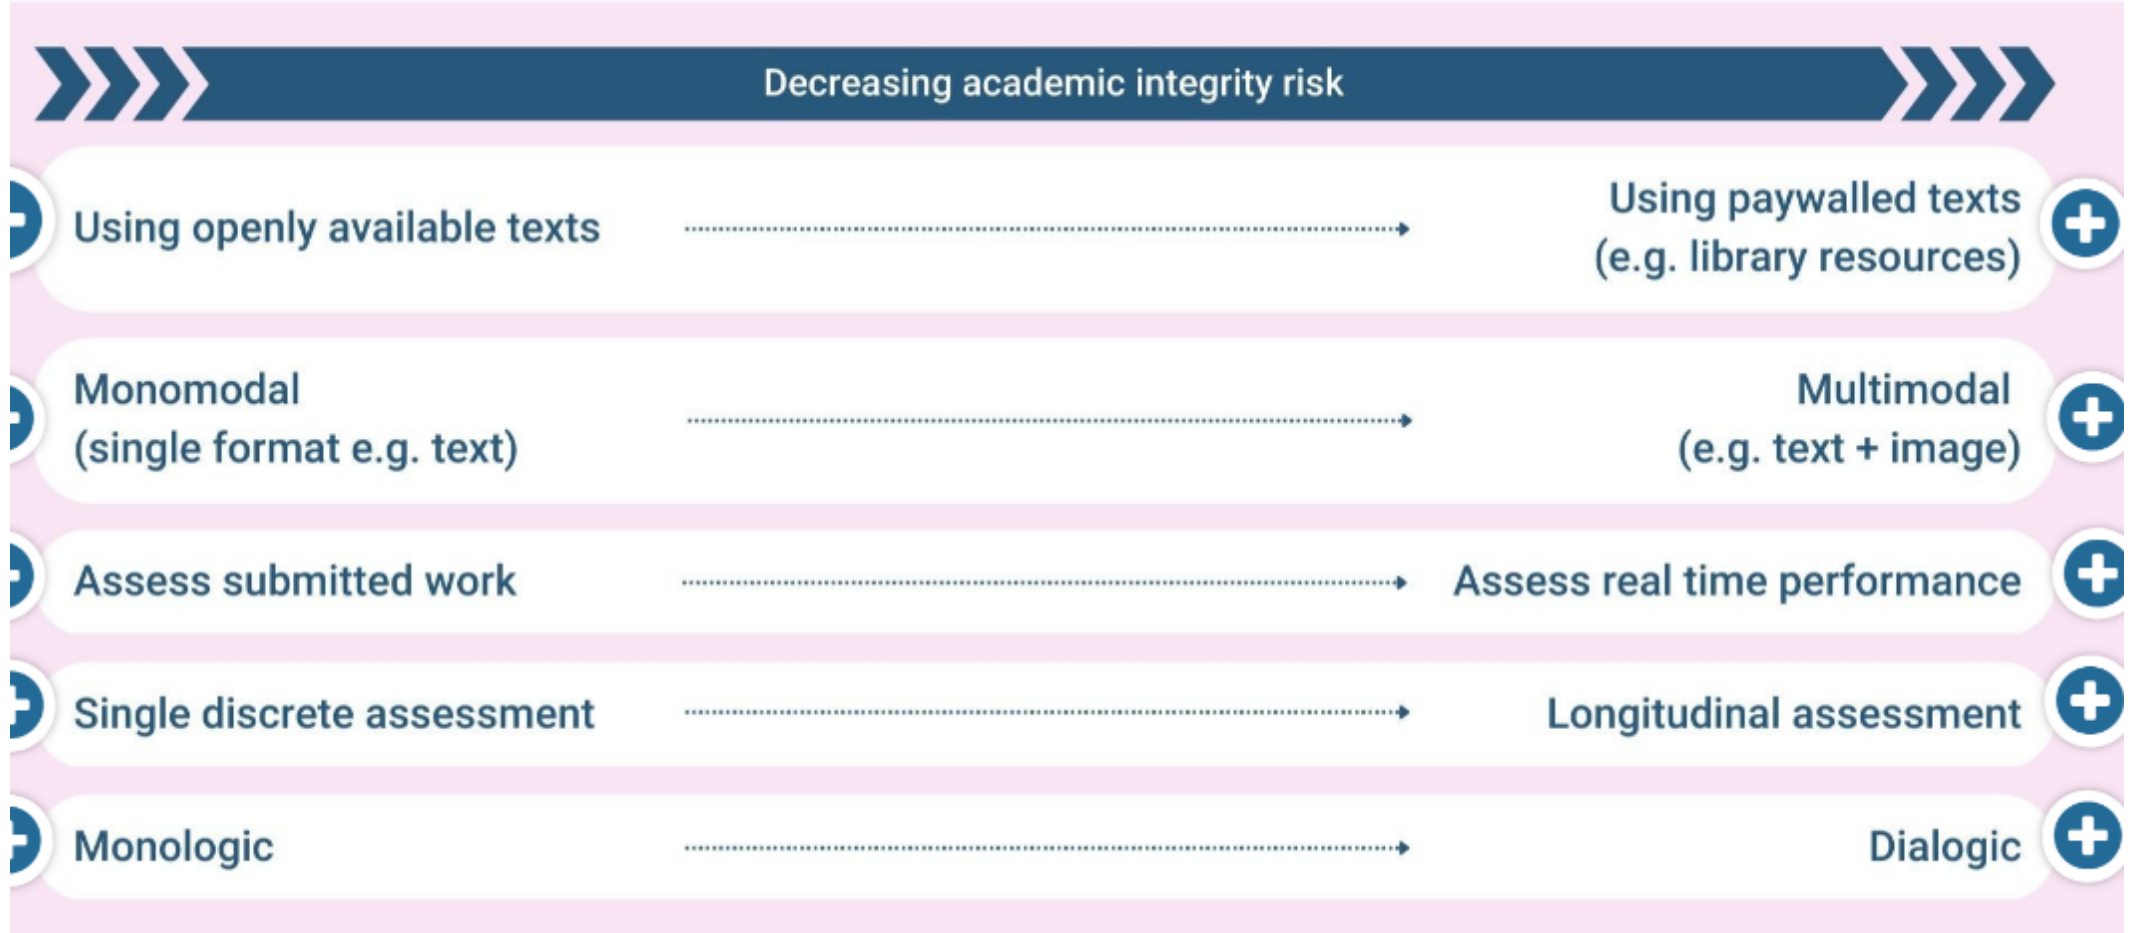 Decreasing academic integrity risk
Using openly available texts
Using paywalled texts
(e.g. library resources)
Monomodal
(single format e.g. text)
Multimodal
(e.g. text + image)
Assess submitted work
Assess real time performance
Single discrete assessment
Longitudinal assessment
Monologic
Dialogic